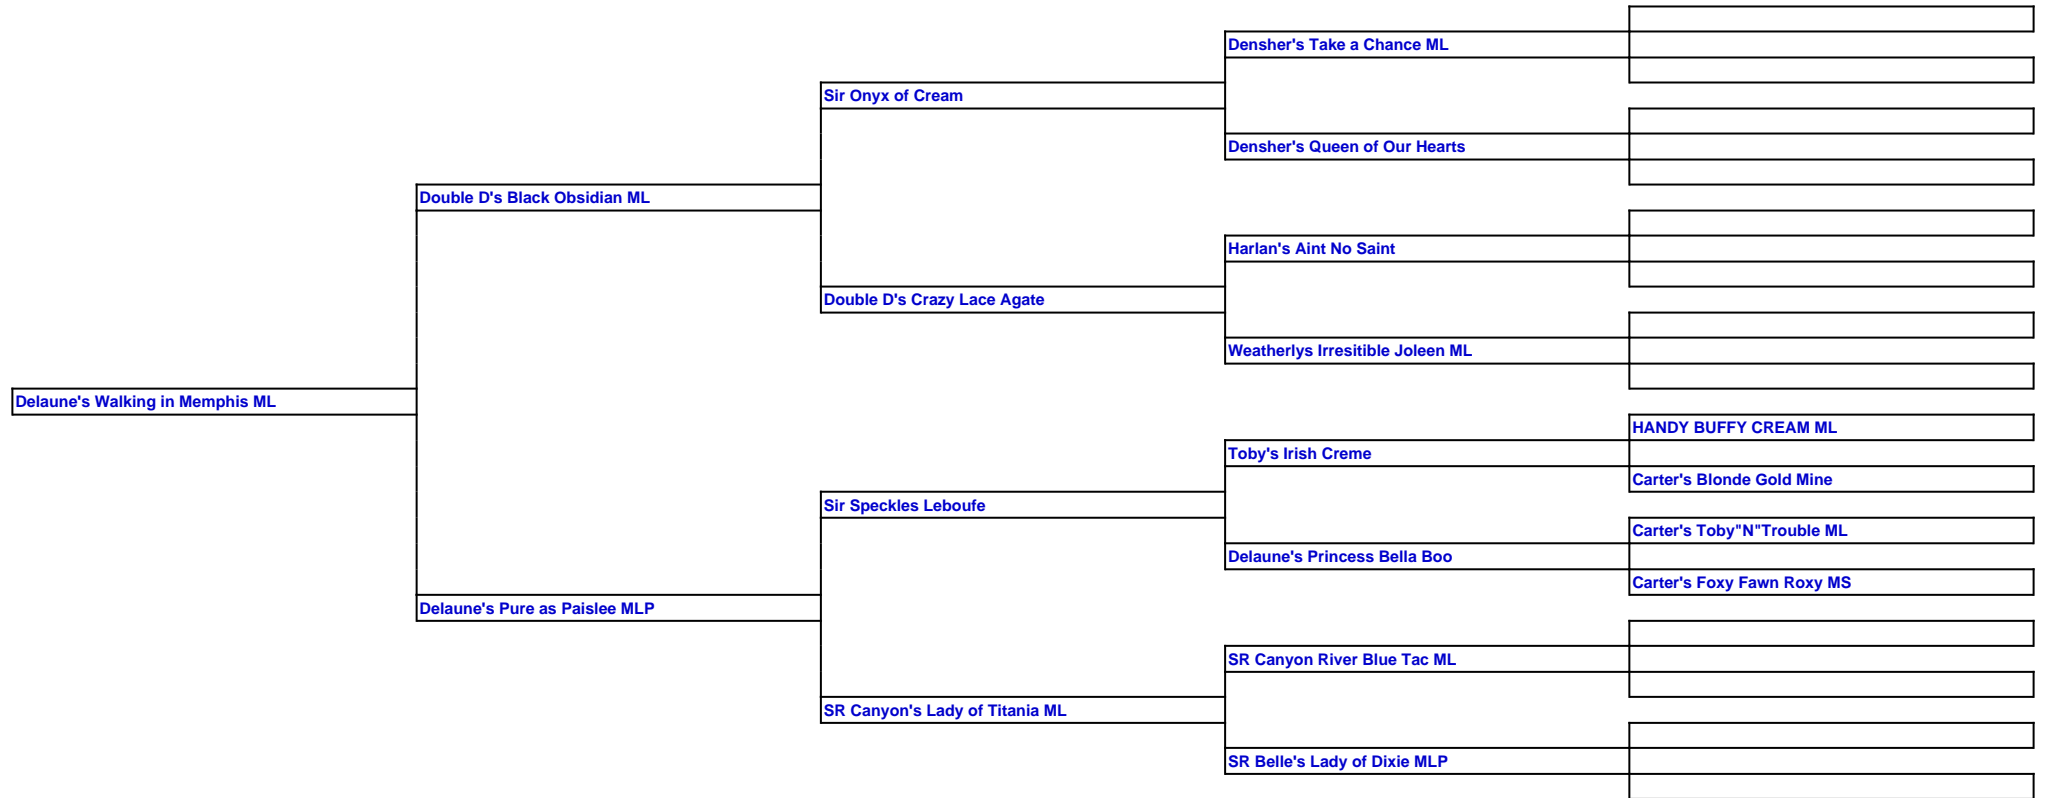 Densher's Take a Chance ML
Sir Onyx of Cream
Densher's Queen of Our Hearts
Double D's Black Obsidian ML
Harlan's Aint No Saint
Double D's Crazy Lace Agate
Weatherlys Irresitible Joleen ML
Delaune's Walking in Memphis ML
HANDY BUFFY CREAM ML
Toby's Irish Creme
Carter's Blonde Gold Mine
Sir Speckles Leboufe
Carter's Toby"N"Trouble ML
Delaune's Princess Bella Boo
Carter's Foxy Fawn Roxy MS
Delaune's Pure as Paislee MLP
SR Canyon River Blue Tac ML
SR Canyon's Lady of Titania ML
SR Belle's Lady of Dixie MLP